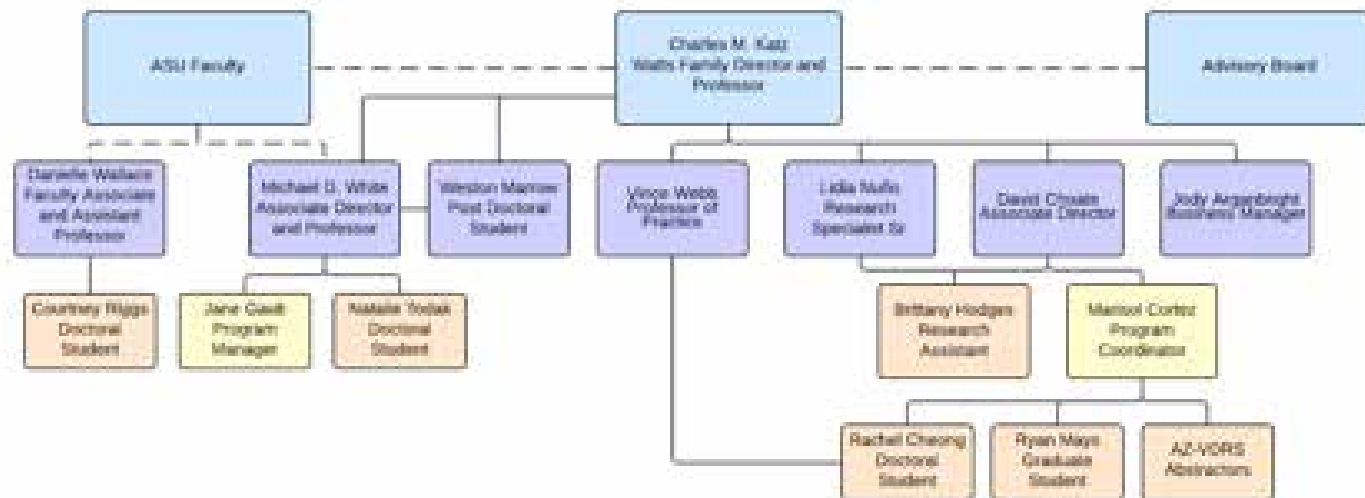 ASU Faculty
Charles M. Katz
Watts Family Director and
Professor
Advisory Board
Danielle Wallace
Faculty Associate
and Assistant
Professor
Michael D. White
Associate Director
and Professor
Weston Morrow
Post Doctoral
Student
Vince Webb
Professor of
Practice
Lidia Nuño
Research
Specialist Sr
David Choate
Associate Director
Jody
Business Manager
Courtney Riggs
Doctoral
Student
Jane Gault
Program
Manager
Natalie Todak
Doctoral
Student
Brittany Hodges
Research
Assistant
Marisol Cortez
Program
Coordinator
Rachel Cheong
Doctoral
Student
Ryan Mays
Graduate
Student
AZ-VDRS
Abstractors